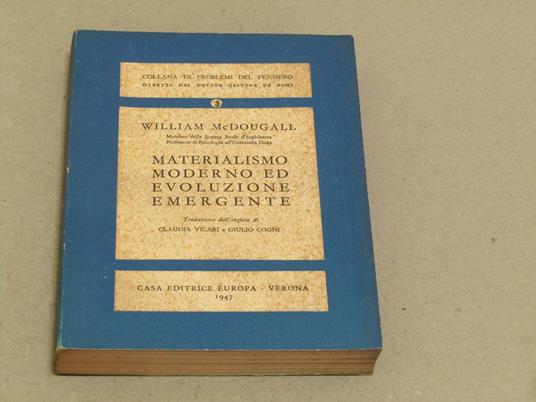 COLLANA DI PROBLEMI DEL PENSIERO
DIRETTA DAL DOTTOR GESTONE DE BONI
3
WILLIAM McDOUGALL
Membro della Società Reale d'Inghilterra
Professore di Psicologia all'Università Duke
MATERIALISMO
MODERNO ED
EVOLUZIONE
EMERGENTE
Traduzione dall'inglese di
CLAUDIA VICARI e GIULIO COGNI
CASA EDITRICE EUROPA - VERONA
1947